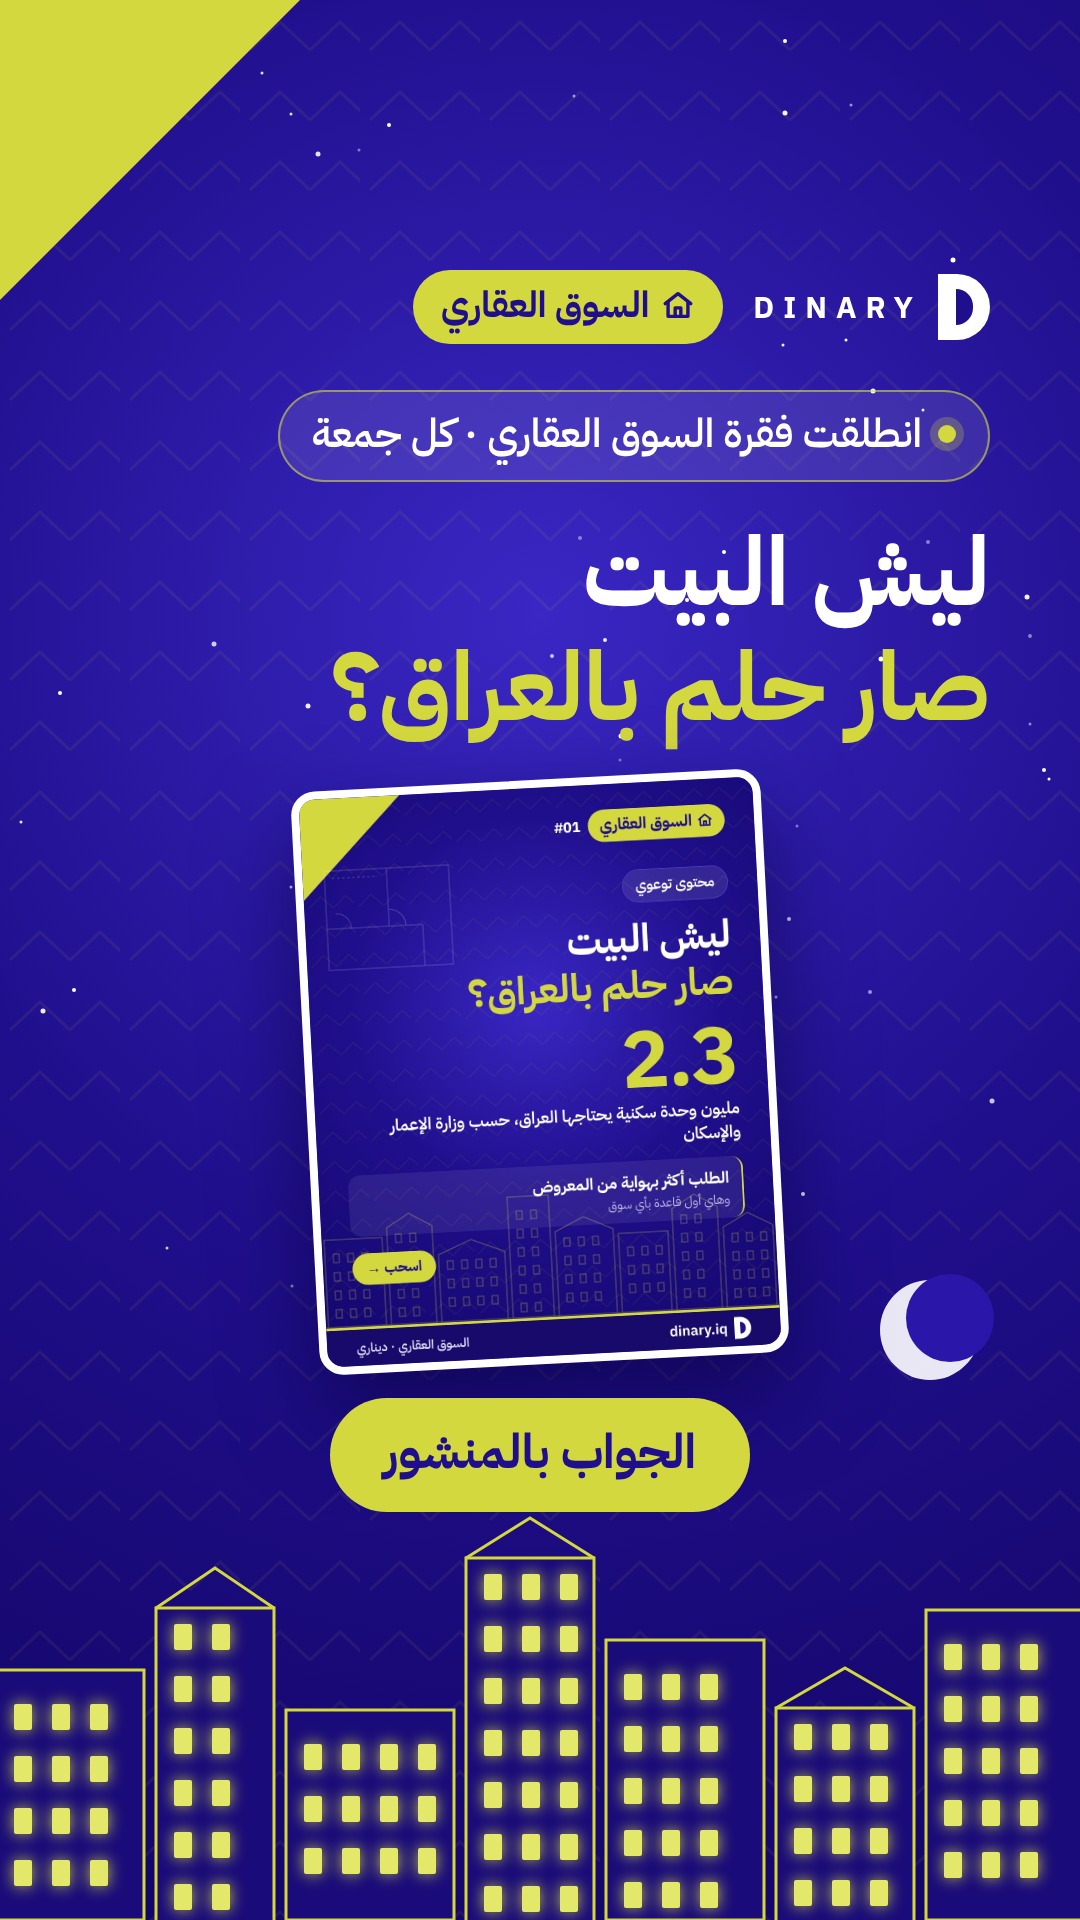 DINARY
السوق العقاري
انطلقت فقرة السوق العقاري · كل جمعة
ليش البيت
صار حلم بالعراق؟
السوق العقاري #01
محتوى توعوي
ليش البيت
صار حلم بالعراق؟
2.3
مليون وحدة سكنية يحتاجها العراق، حسب وزارة الإعمار
والإسكان
الطلب أكثر بهواية من المعروض
وهاي أول قاعدة بأي سوق
اسحب →
dinary.iq
السوق العقاري · ديناري
الجواب بالمنشور